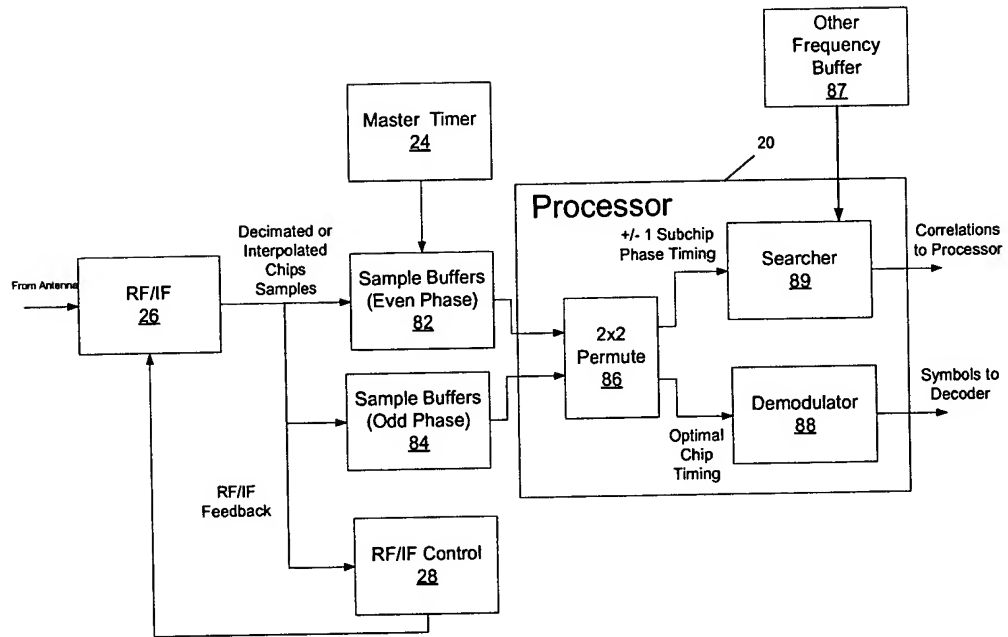 Other
Frequency
Buffer
87
Master Timer
24
20
Processor
Decimated or
Interpolated
Chips
Samples
+/- 1 Subchip
Phase Timing
Searcher
89
Correlations
to Processor
From Antenna
RF/IF
26
Sample Buffers
(Even Phase)
82
2x2
Permute
86
Sample Buffers
(Odd Phase)
84
Optimal
Chip
Timing
Demodulator
88
Symbols to
Decoder
RF/IF
Feedback
RF/IF Control
28